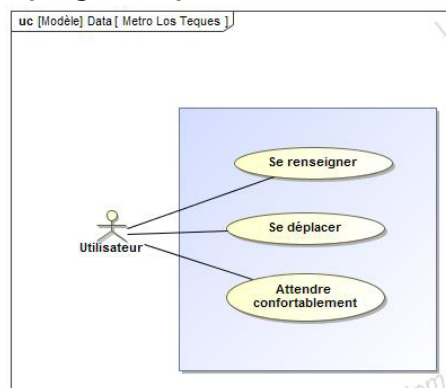 uc [Modèle] Data [ Metro Los Teques ]
Se renseigner
Se déplacer
Utilisateur
Attendre
confortablement